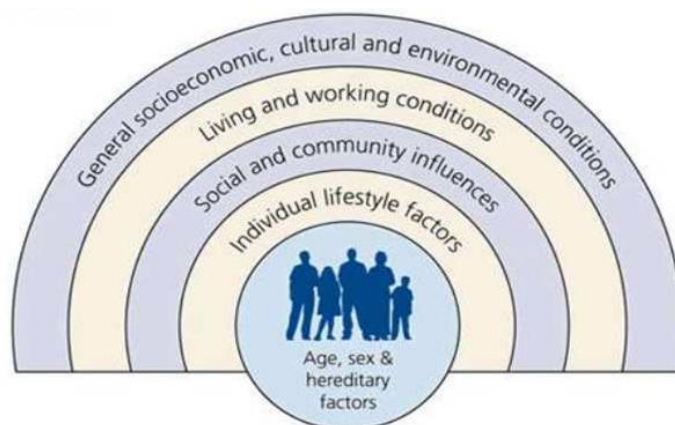 General socioeconomic, cultural and environmental conditions
Living and working conditions
Social and community influences
Individual lifestyle factors
Age, sex &
hereditary
factors